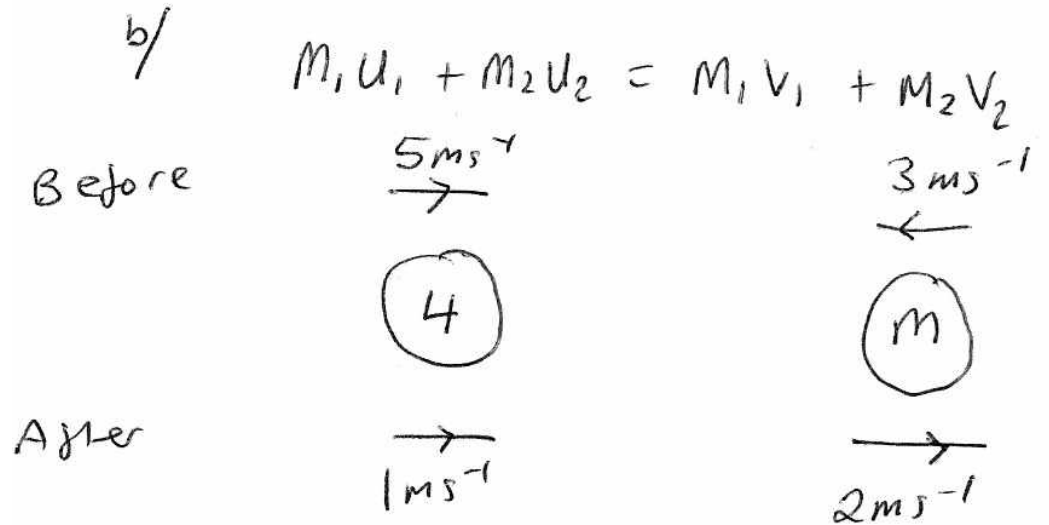 b/
M₁U₁ + M₂U₂ = M₁V₁ + M₂V₂
Before 5ms⁻¹ 3ms⁻¹
4 m
After 1ms⁻¹ 2ms⁻¹